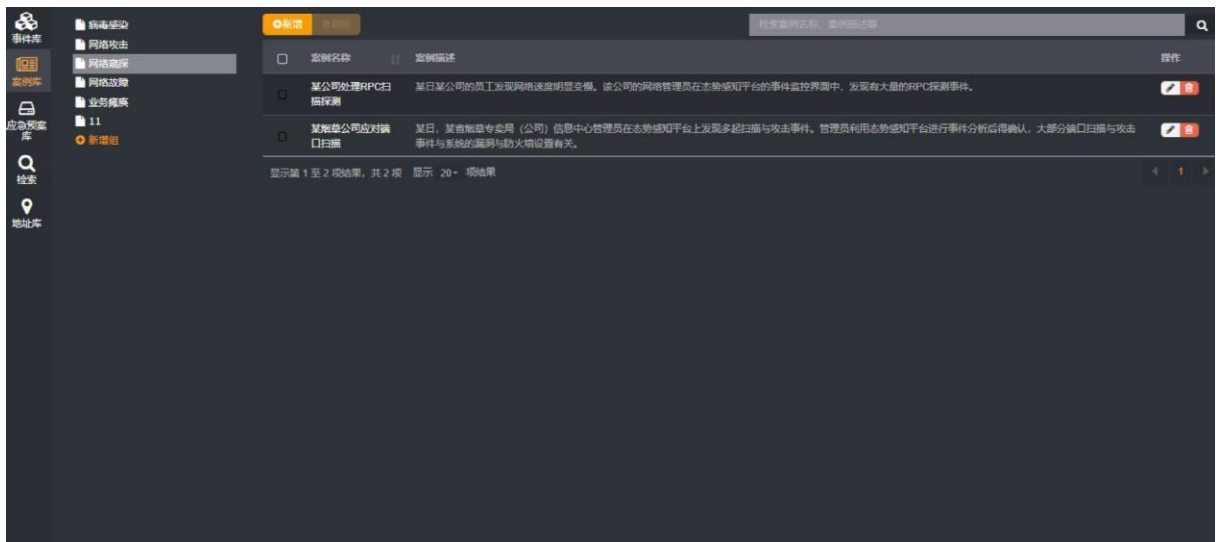 事件库
案例库
应急预案
库
检索
地址库
病毒感染
网络攻击
网络窥探
网络故障
业务瘫痪
11
新增组
新增
删除
检索案例名称、案例描述等
案例名称
案例描述
操作
某公司处理RPC扫
描探测
某日某公司的员工发现网络速度明显变慢。该公司的网络管理员在态势感知平台的事件监控界面中，发现有大量的RPC探测事件。
某烟草公司应对端
口扫描
某日，某省烟草专卖局（公司）信息中心管理员在态势感知平台上发现多起扫描与攻击事件。管理员利用态势感知平台进行事件分析后得确认，大部分端口扫描与攻击
事件与系统的漏洞与防火墙设置有关。
显示第 1 至 2 项结果，共 2 项 显示 20 项结果
1